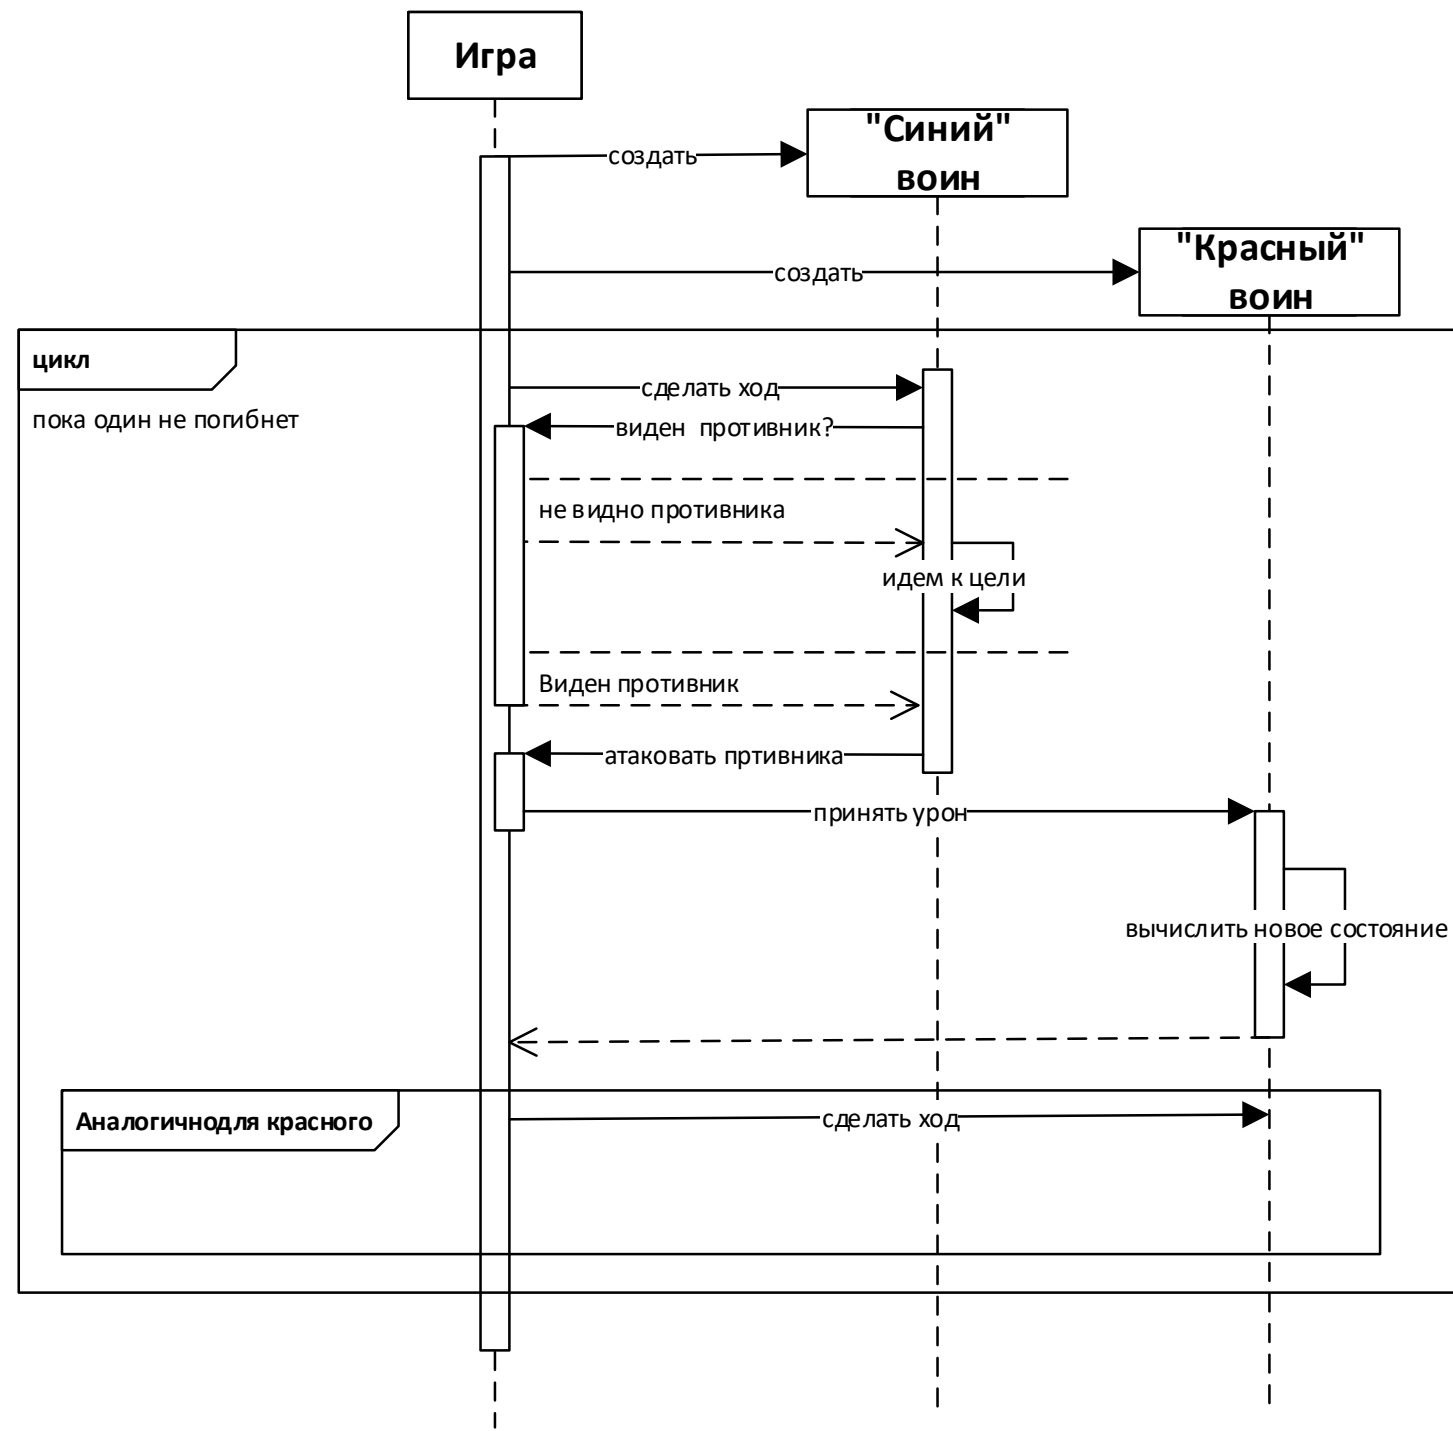 Игра
"Синий"
воин
создать
"Красный"
воин
создать
цикл
пока один не погибнет
сделать ход
виден противник?
не видно противника
идем к цели
Виден противник
атаковать пртивника
принять урон
вычислить новое состояние
Аналогичнодля красного
сделать ход